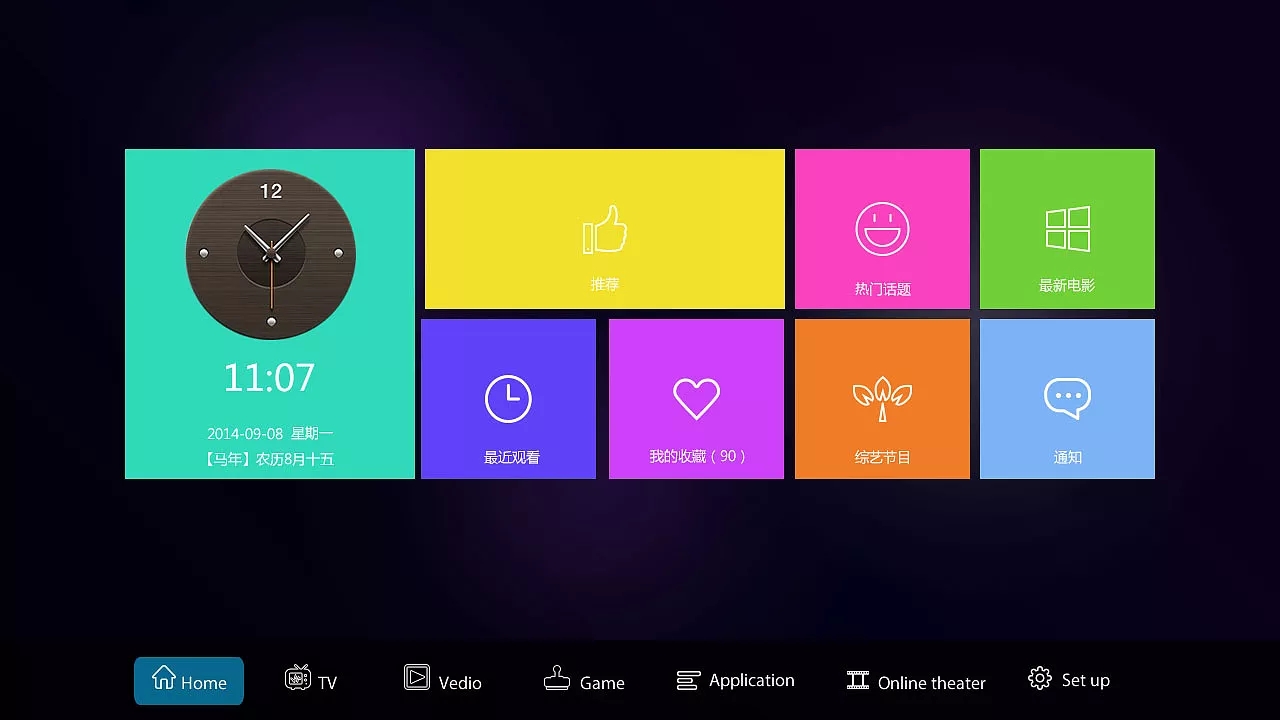 12
11:07
2014-09-08 星期一
【马年】农历8月十五
推荐
热门话题
最新电影
最近观看
我的收藏（90）
综艺节目
通知
Home
TV
Vedio
Game
Application
Online theater
Set up